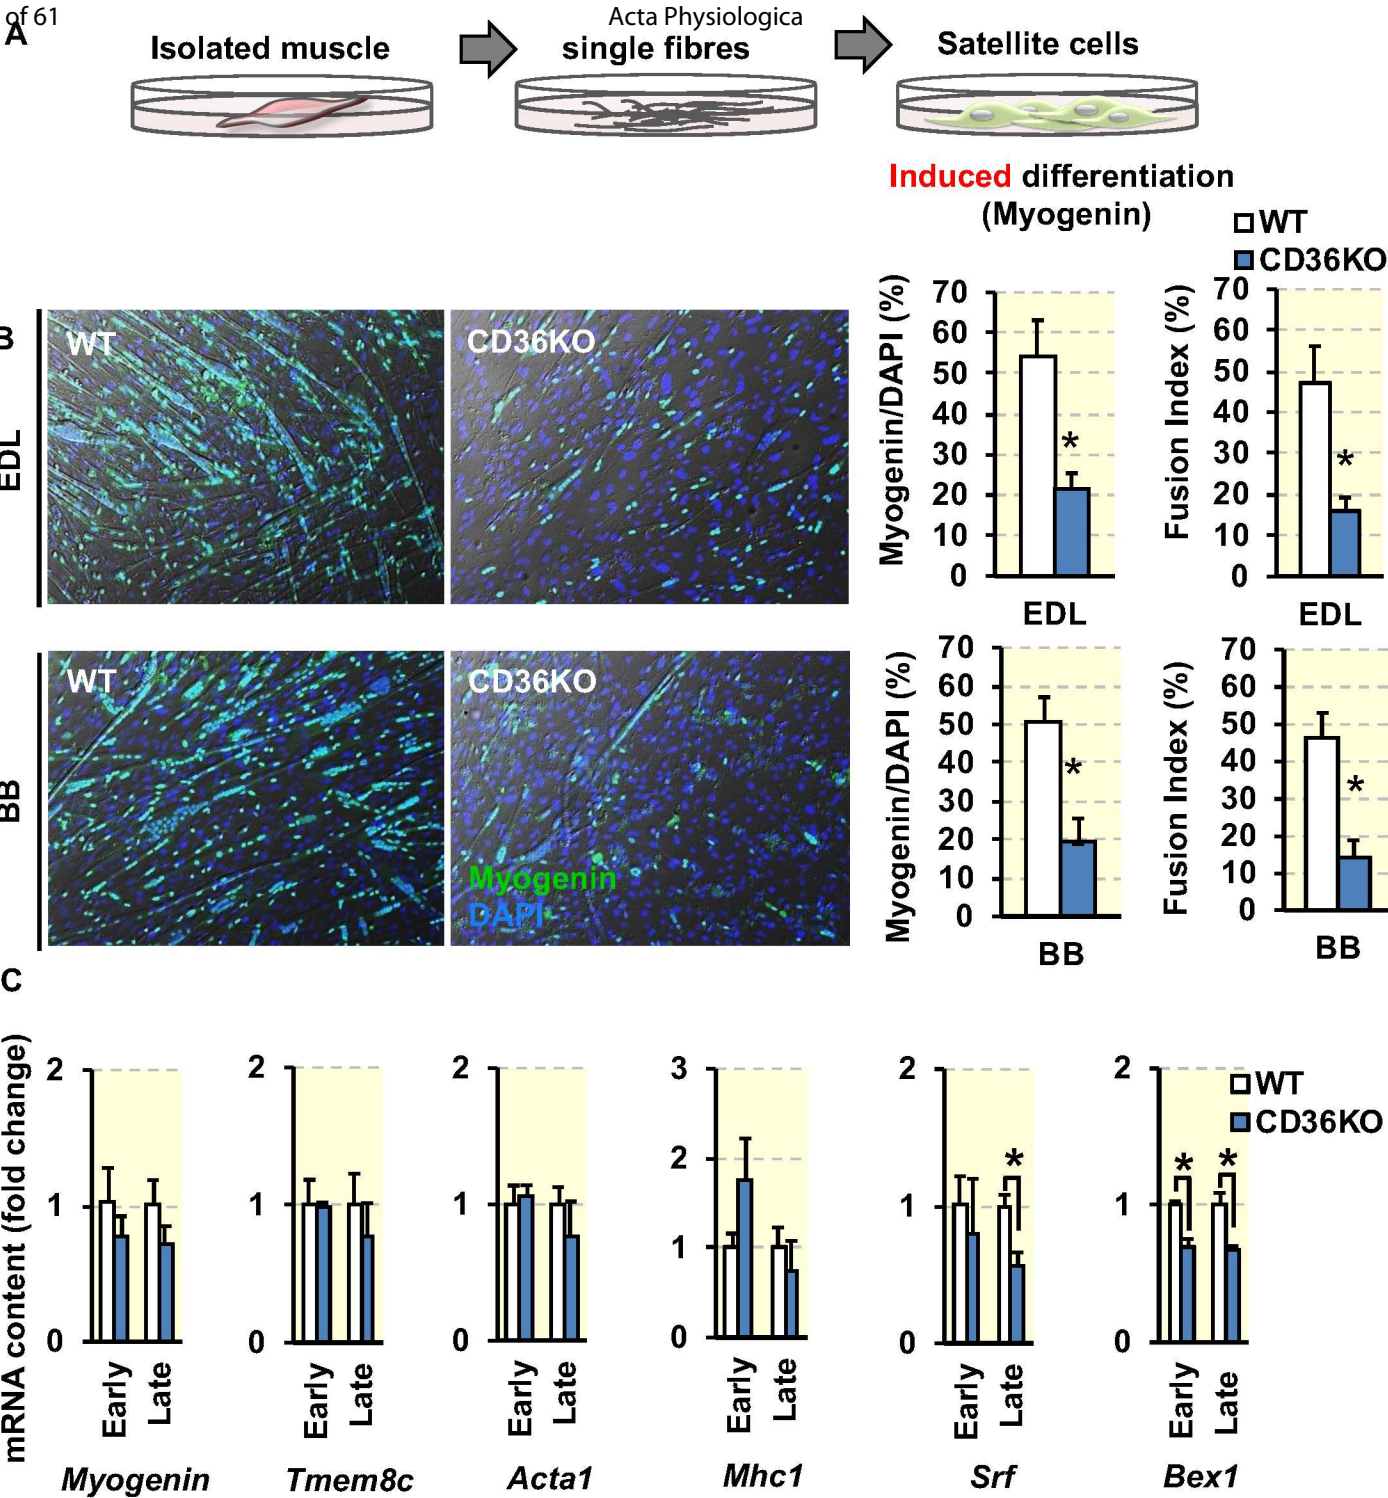 of 61
Acta Physiologica
A
Isolated muscle
single fibres
Satellite cells
Induced differentiation
(Myogenin)
WT
CD36KO
B
EDL
WT
CD36KO
Myogenin/DAPI (%)
70
60
50
40
30
20
10
0
*
EDL
Fusion Index (%)
70
60
50
40
30
20
10
0
*
EDL
BB
WT
CD36KO
Myogenin
DAPI
Myogenin/DAPI (%)
70
60
50
40
30
20
10
0
*
BB
Fusion Index (%)
70
60
50
40
30
20
10
0
*
BB
C
mRNA content (fold change)
2
1
0
Early
Late
Myogenin
2
1
0
Early
Late
Tmem8c
2
1
0
Early
Late
Acta1
3
2
1
0
Early
Late
Mhc1
2
1
0
*
Early
Late
Srf
2
1
0
*
*
Early
Late
Bex1
WT
CD36KO